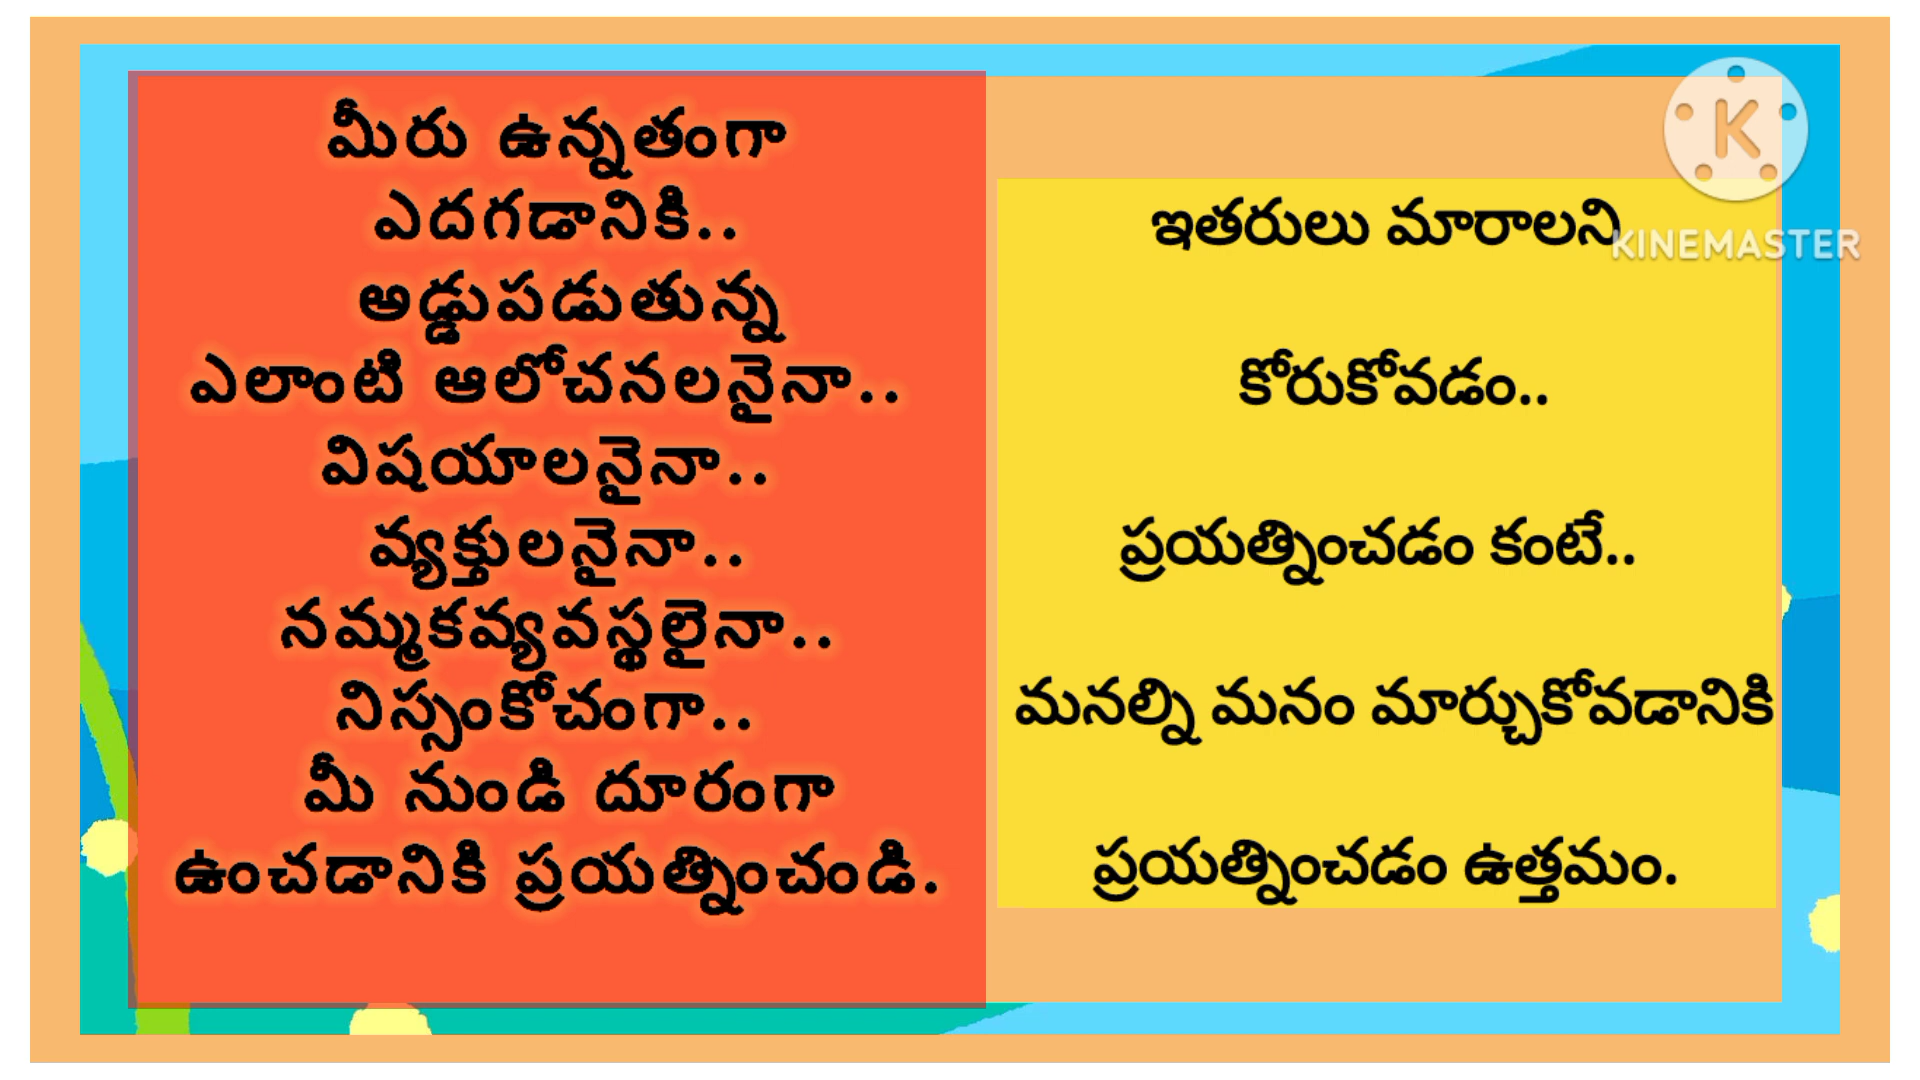 మీరు ఉన్నతంగా
ఎదగడానికి..
అడ్డుపడుతున్న
ఎలాంటి ఆలోచనలనైనా..
విషయాలనైనా..
వ్యక్తులనైనా..
నమ్మకవ్యవస్థలైనా..
నిస్సంకోచంగా..
మీ నుండి దూరంగా
ఉంచడానికి ప్రయత్నించండి.
ఇతరులు మారాలని
కోరుకోవడం..
ప్రయత్నించడం కంటే..
మనల్ని మనం మార్చుకోవడానికి
ప్రయత్నించడం ఉత్తమం.
K
KINEMASTER